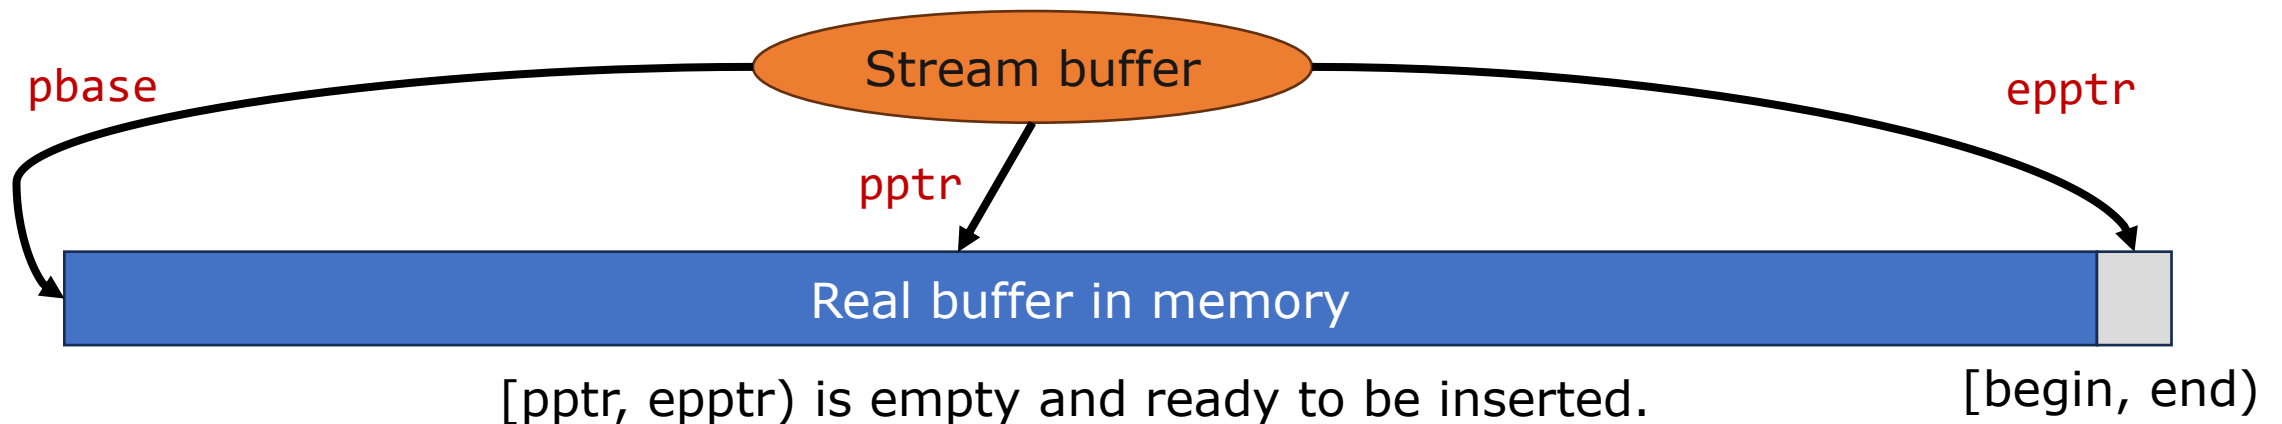 Stream buffer
pbase
epptr
pptr
Real buffer in memory
[pptr, epptr) is empty and ready to be inserted.
[begin, end)